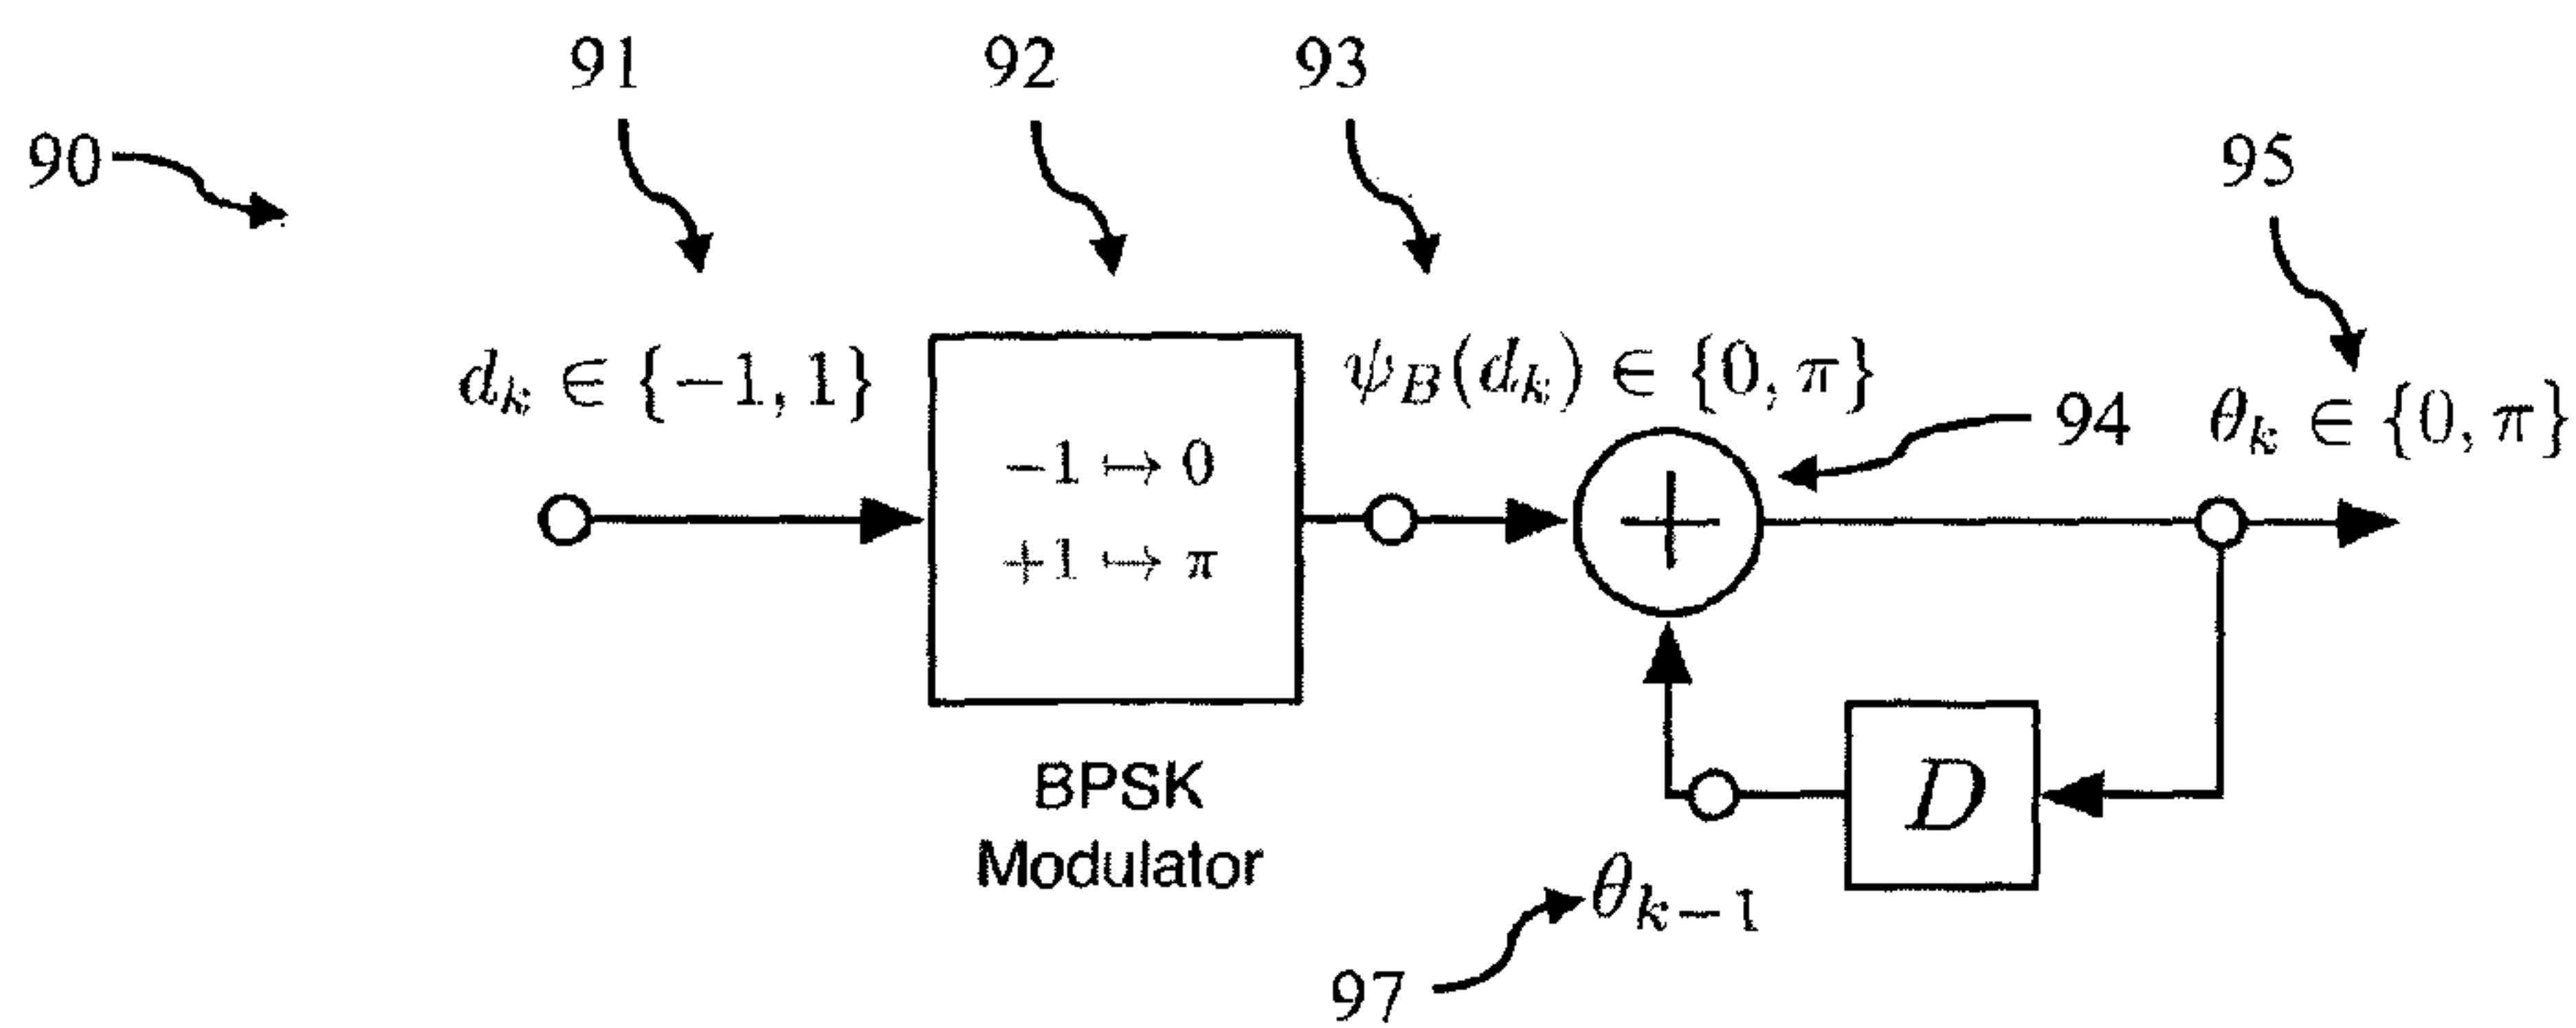 91
92
93
90
95
d_k ∈ {−1, 1}
ψ_B(d_k) ∈ {0, π}
94
θ_k ∈ {0, π}
−1 ↦ 0
+1 ↦ π
BPSK
Modulator
D
θ_{k−1}
97